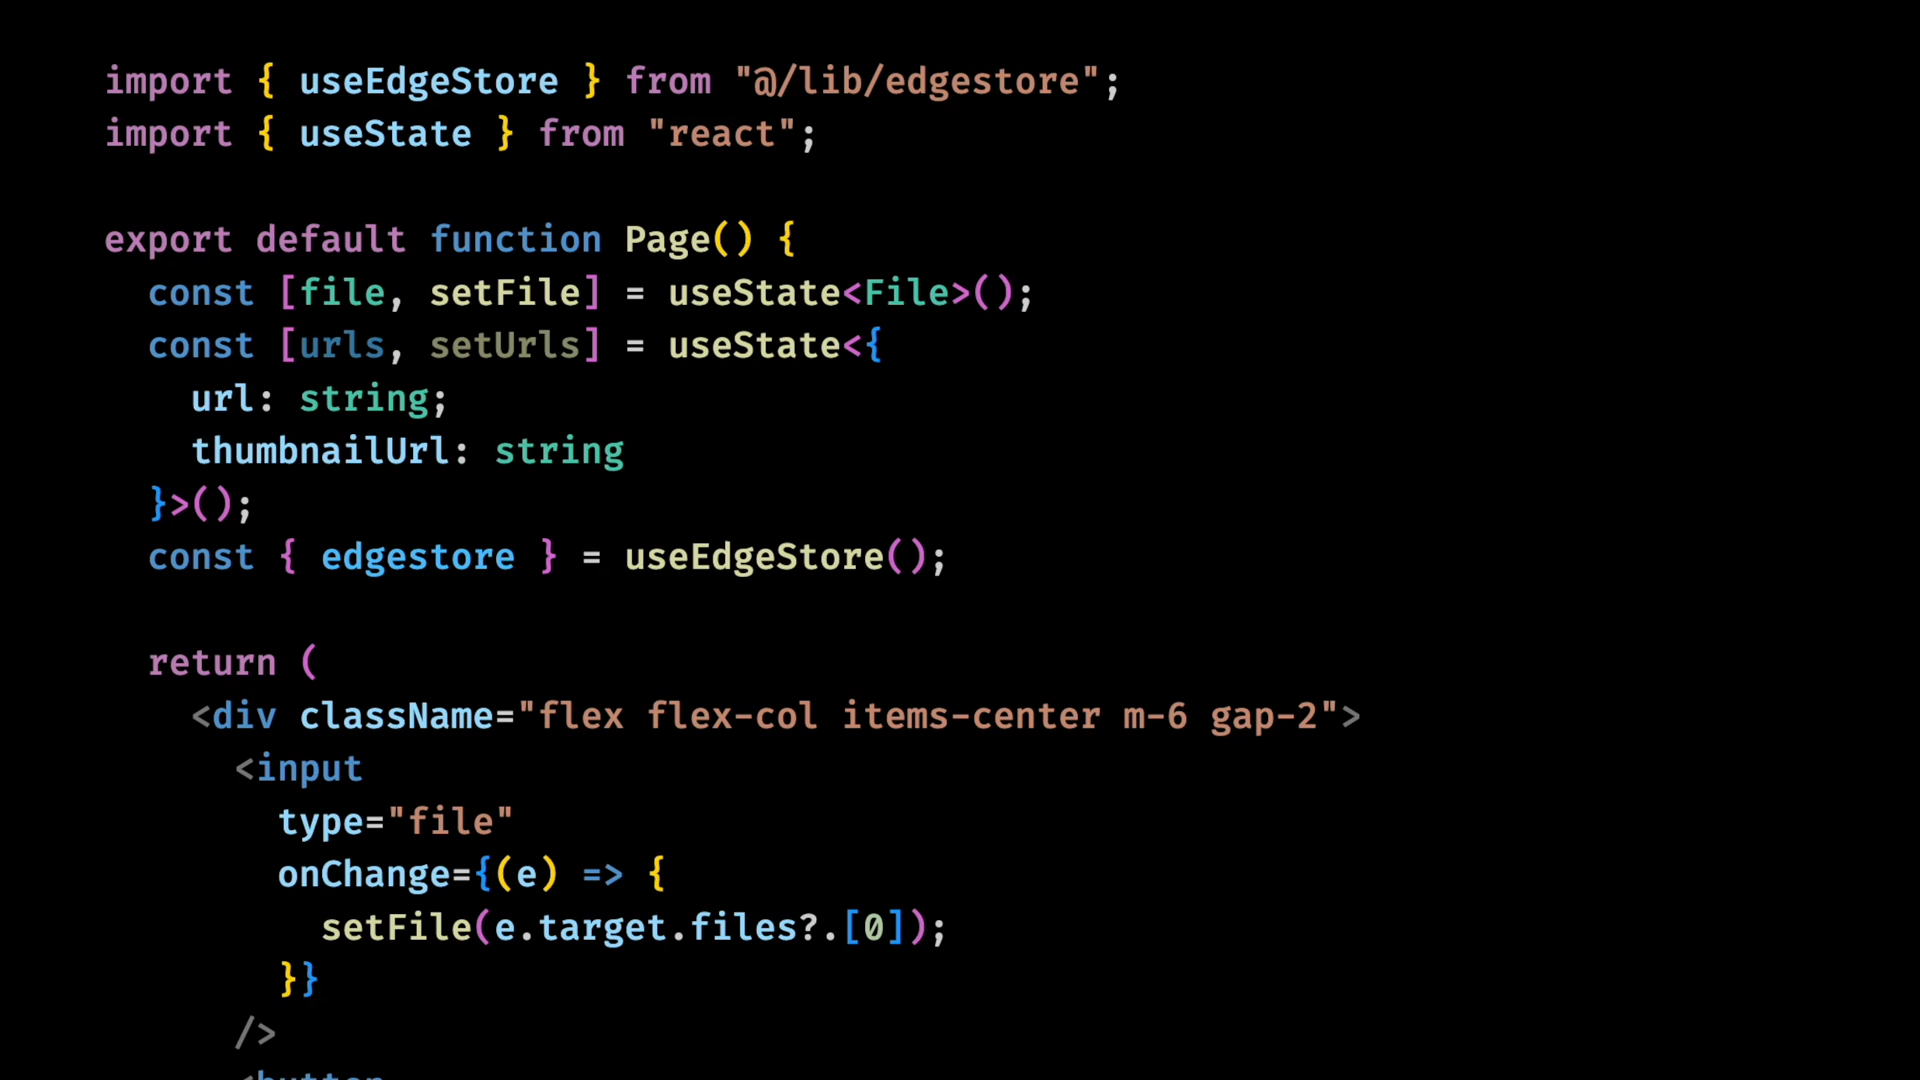 import { useEdgeStore } from "@/lib/edgestore";
import { useState } from "react";
export default function Page() {
const [file, setFile] = useState<File>();
const [urls, setUrls] = useState<{
url: string;
thumbnailUrl: string
}>();
const { edgestore } = useEdgeStore();
return (
<div className="flex flex-col items-center m-6 gap-2">
<input
type="file"
onChange={(e) => {
setFile(e.target.files?.[0]);
}}
/>
<button